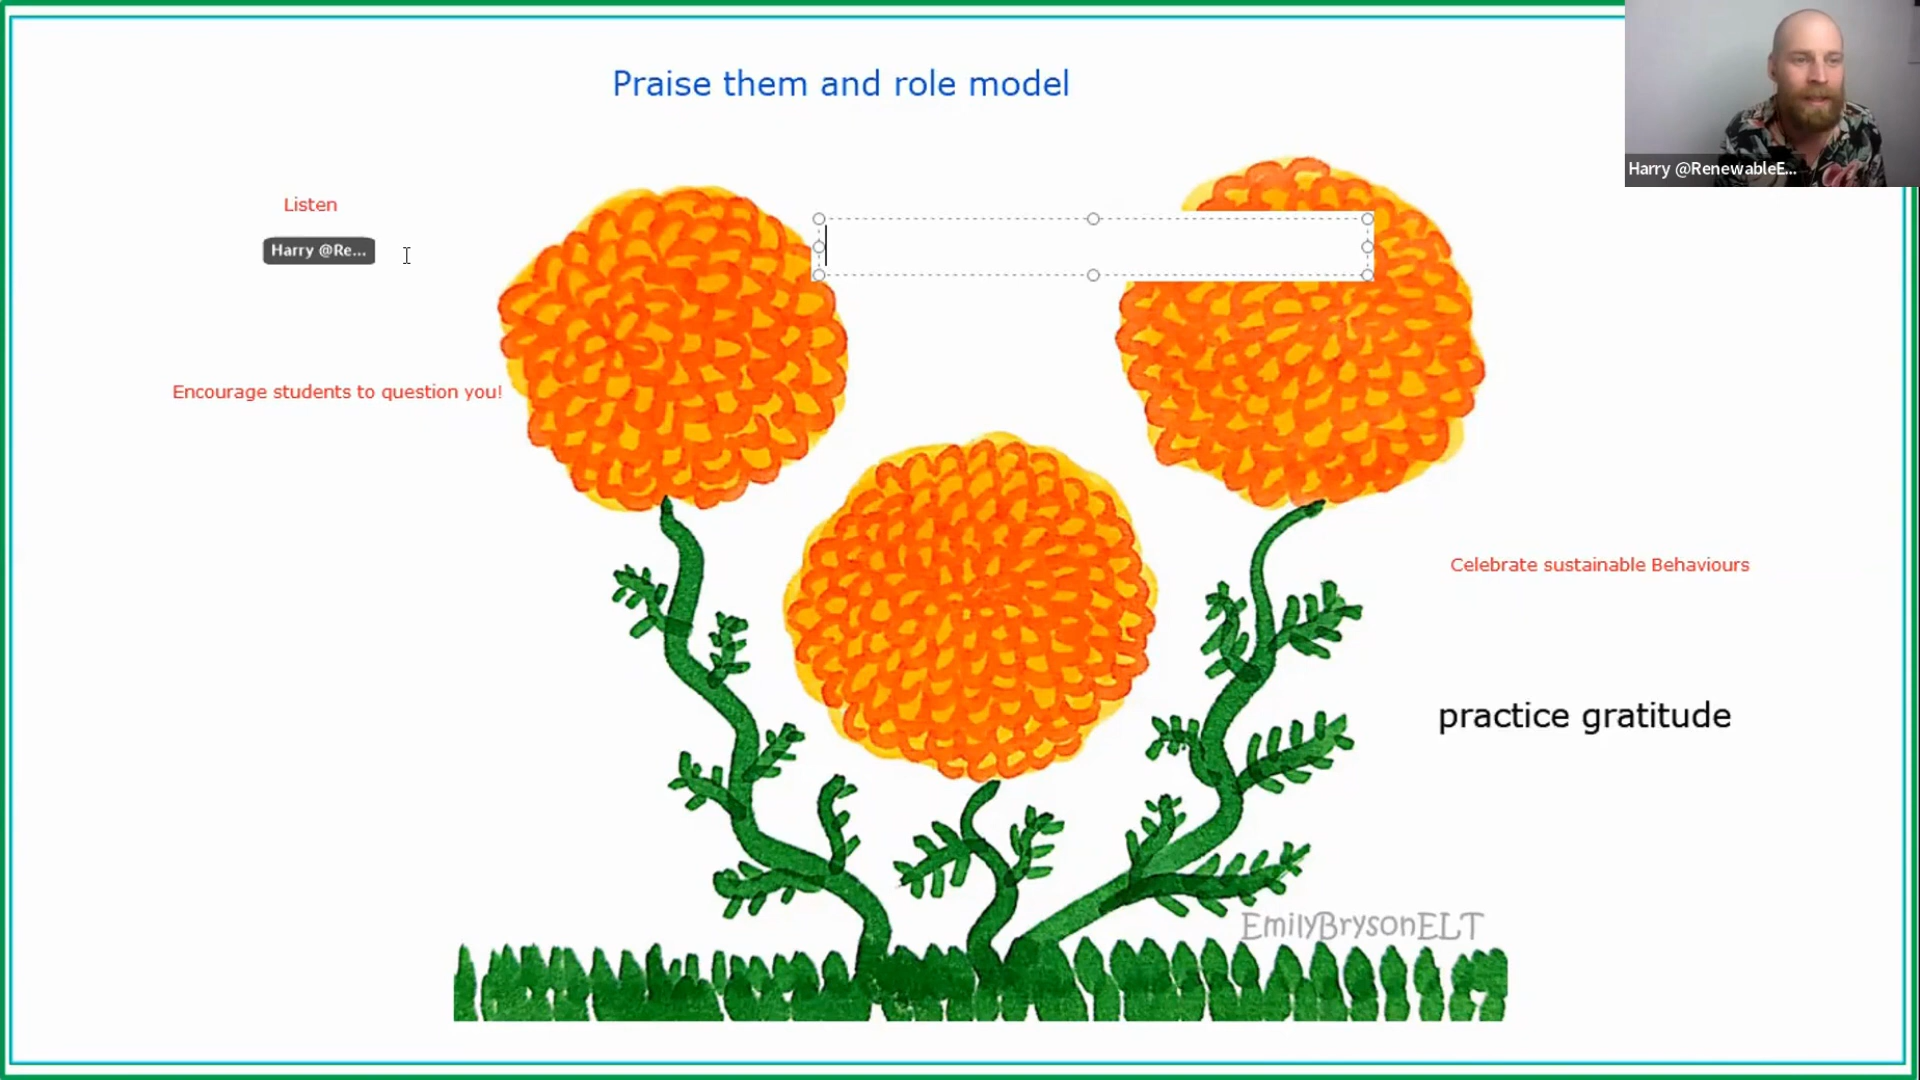 Praise them and role model
Harry @RenewableE...
Listen
Harry @Re...
Encourage students to question you!
Celebrate sustainable Behaviours
practice gratitude
EmilyBrysonELT